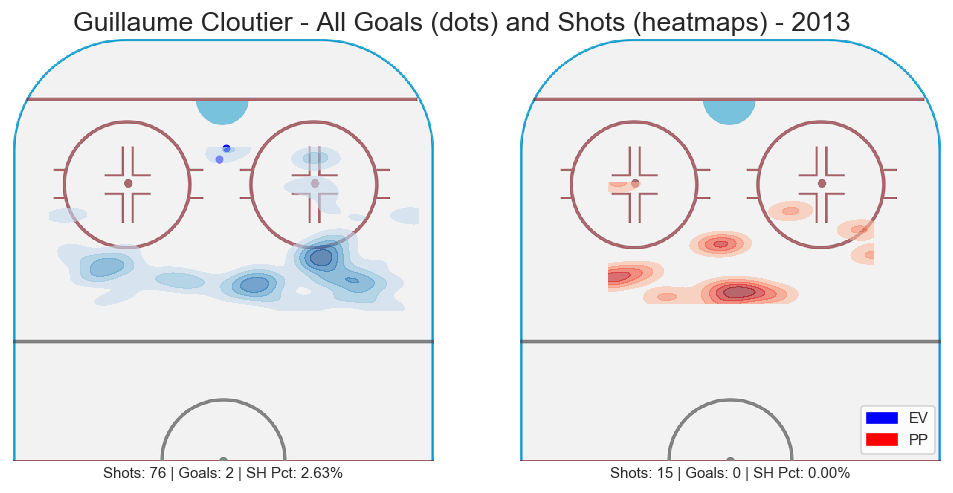 Guillaume Cloutier - All Goals (dots) and Shots (heatmaps) - 2013
EV
PP
Shots: 76 | Goals: 2 | SH Pct: 2.63%
Shots: 15 | Goals: 0 | SH Pct: 0.00%